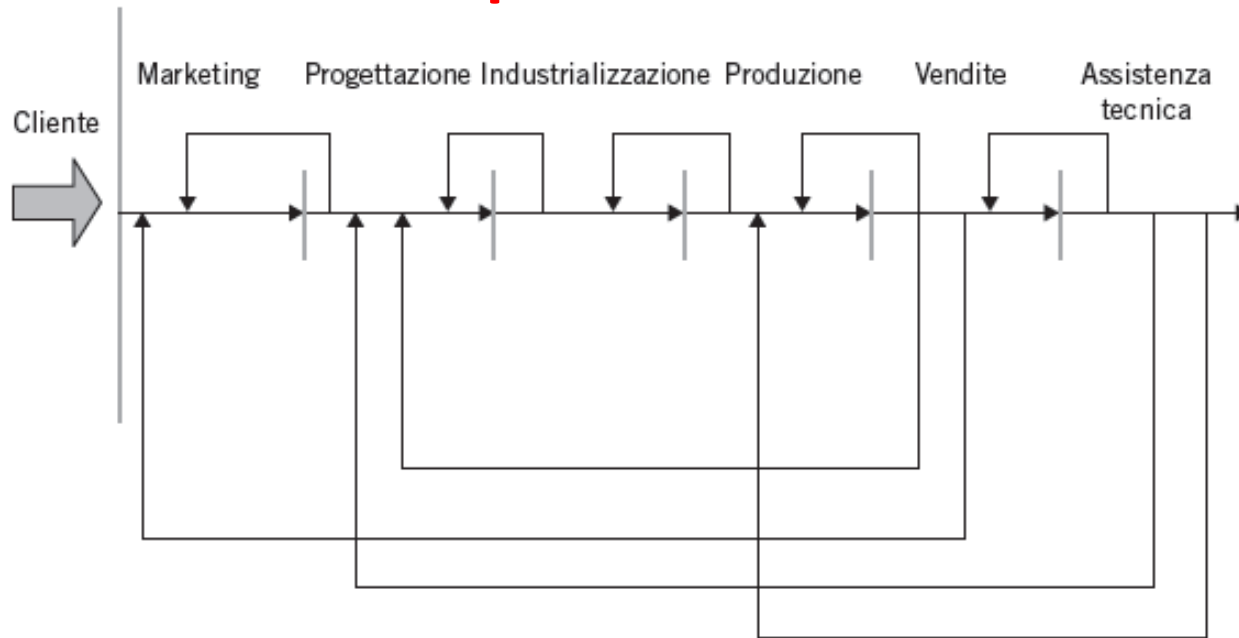 Marketing
Progettazione
Industrializzazione
Produzione
Vendite
Assistenza
tecnica
Cliente